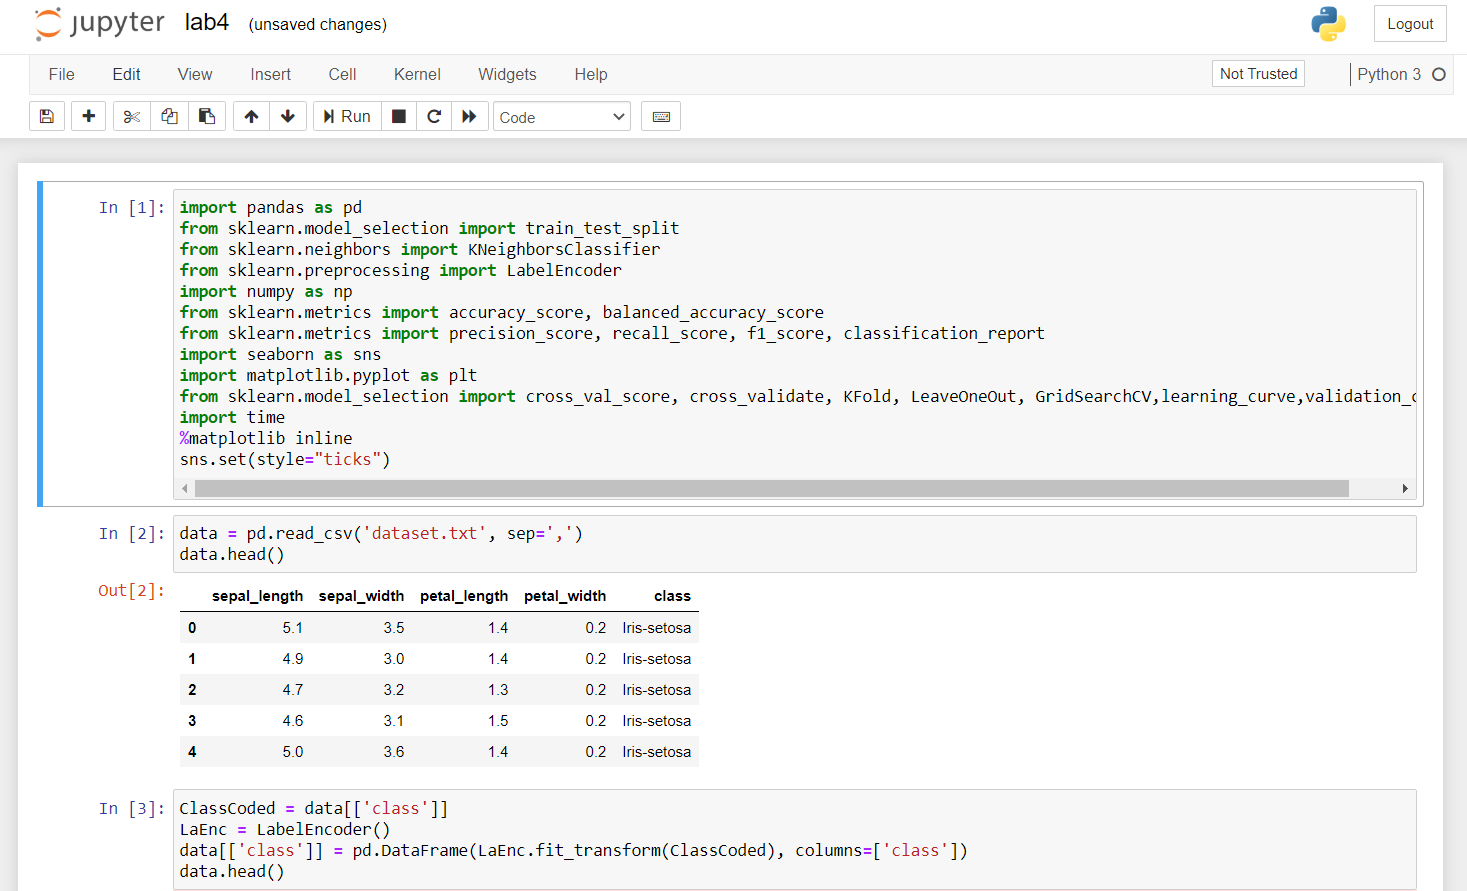 jupyter lab4 (unsaved changes) Logout
File Edit View Insert Cell Kernel Widgets Help Not Trusted Python 3
Run Code
In [1]:
import pandas as pd
from sklearn.model_selection import train_test_split
from sklearn.neighbors import KNeighborsClassifier
from sklearn.preprocessing import LabelEncoder
import numpy as np
from sklearn.metrics import accuracy_score, balanced_accuracy_score
from sklearn.metrics import precision_score, recall_score, f1_score, classification_report
import seaborn as sns
import matplotlib.pyplot as plt
from sklearn.model_selection import cross_val_score, cross_validate, KFold, LeaveOneOut, GridSearchCV,learning_curve,validation_
import time
%matplotlib inline
sns.set(style="ticks")
In [2]:
data = pd.read_csv('dataset.txt', sep=',')
data.head()
Out[2]:
sepal_length sepal_width petal_length petal_width class
0 5.1 3.5 1.4 0.2 Iris-setosa
1 4.9 3.0 1.4 0.2 Iris-setosa
2 4.7 3.2 1.3 0.2 Iris-setosa
3 4.6 3.1 1.5 0.2 Iris-setosa
4 5.0 3.6 1.4 0.2 Iris-setosa
In [3]:
ClassCoded = data[['class']]
LaEnc = LabelEncoder()
data[['class']] = pd.DataFrame(LaEnc.fit_transform(ClassCoded), columns=['class'])
data.head()